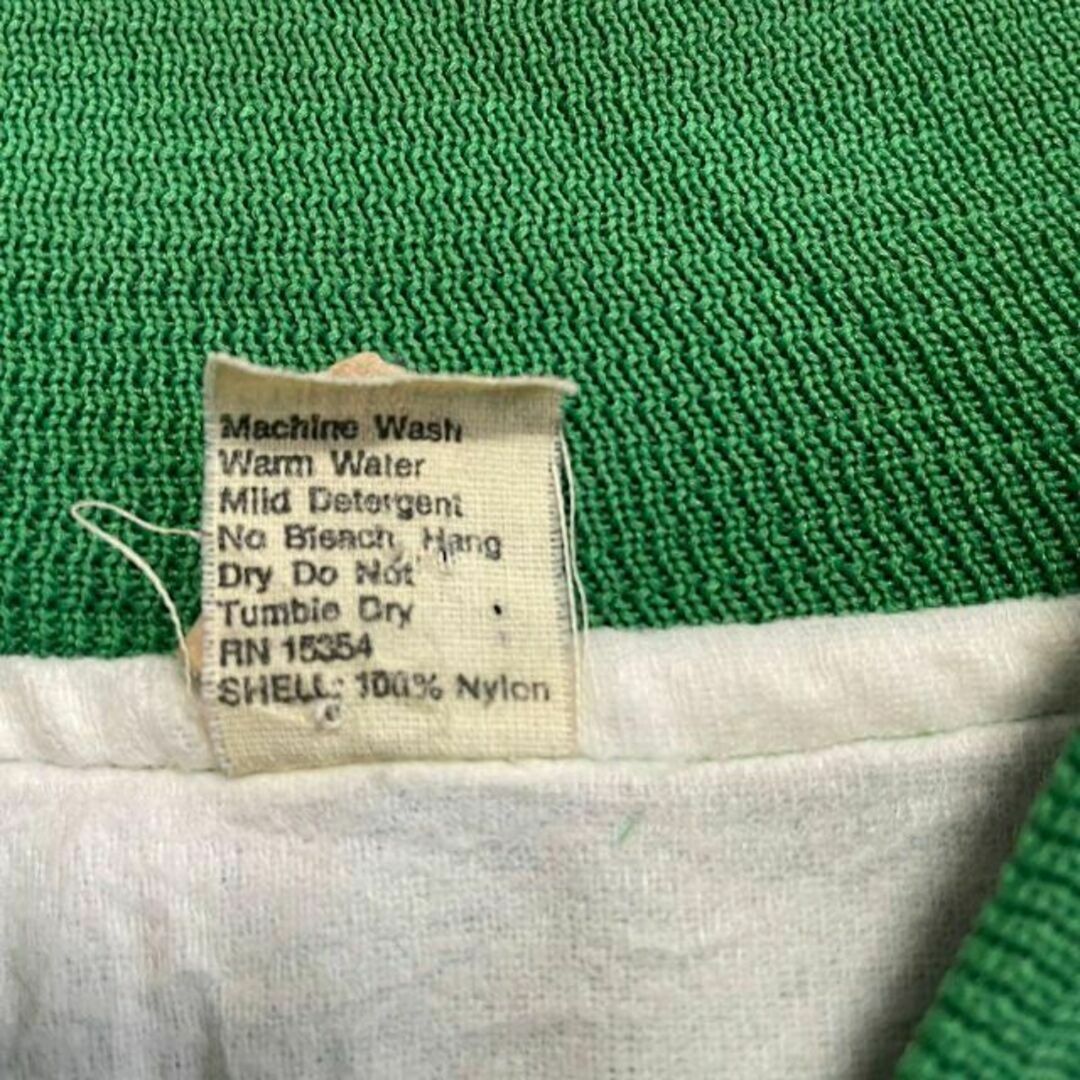 Machine Wash
Warm Water
Mild Detergent
No Bleach, Hang
Dry Do Not
Tumble Dry
RN 15354
SHELL: 100% Nylon